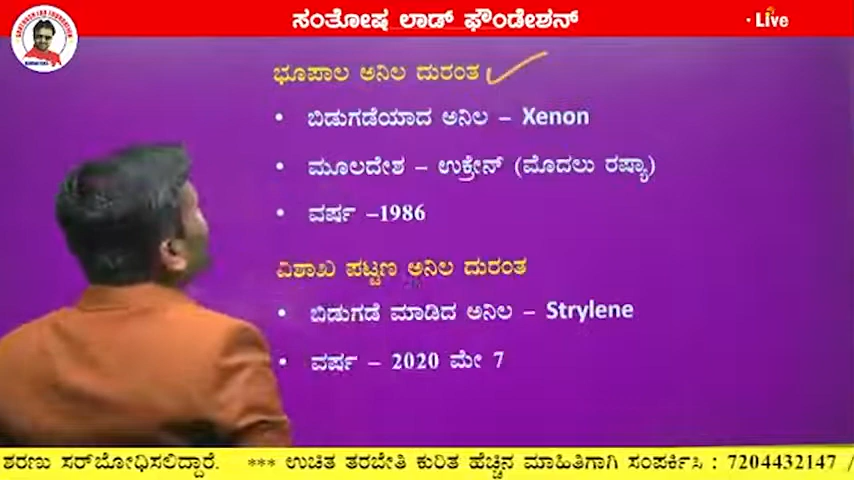 ಸಂತೋಷ ಲಾಡ್ ಫೌಂಡೇಶನ್
• Live
ಭೂಪಾಲ ಅನಿಲ ದುರಂತ
• ಬಿಡುಗಡೆಯಾದ ಅನಿಲ – Xenon
• ಮೂಲದೇಶ – ಉಕ್ರೇನ್ (ಮೊದಲು ರಷ್ಯಾ)
• ವರ್ಷ –1986
ವಿಶಾಖ ಪಟ್ಟಣ ಅನಿಲ ದುರಂತ
• ಬಿಡುಗಡೆ ಮಾಡಿದ ಅನಿಲ – Strylene
• ವರ್ಷ – 2020 ಮೇ 7
ಶರಣು ಸರ್‌ಬೋಧಿಸಲಿದ್ದಾರೆ. *** ಉಚಿತ ತರಬೇತಿ ಕುರಿತ ಹೆಚ್ಚಿನ ಮಾಹಿತಿಗಾಗಿ ಸಂಪರ್ಕಿಸಿ : 7204432147 /